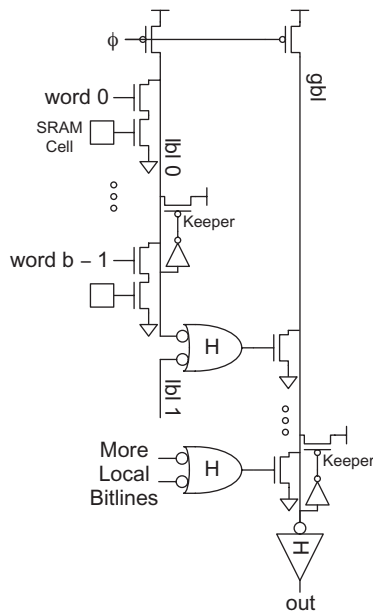 ϕ
gbl
word 0
SRAM
Cell
lbl 0
Keeper
word b − 1
H
lbl 1
More
Local
Bitlines
H
Keeper
H
out